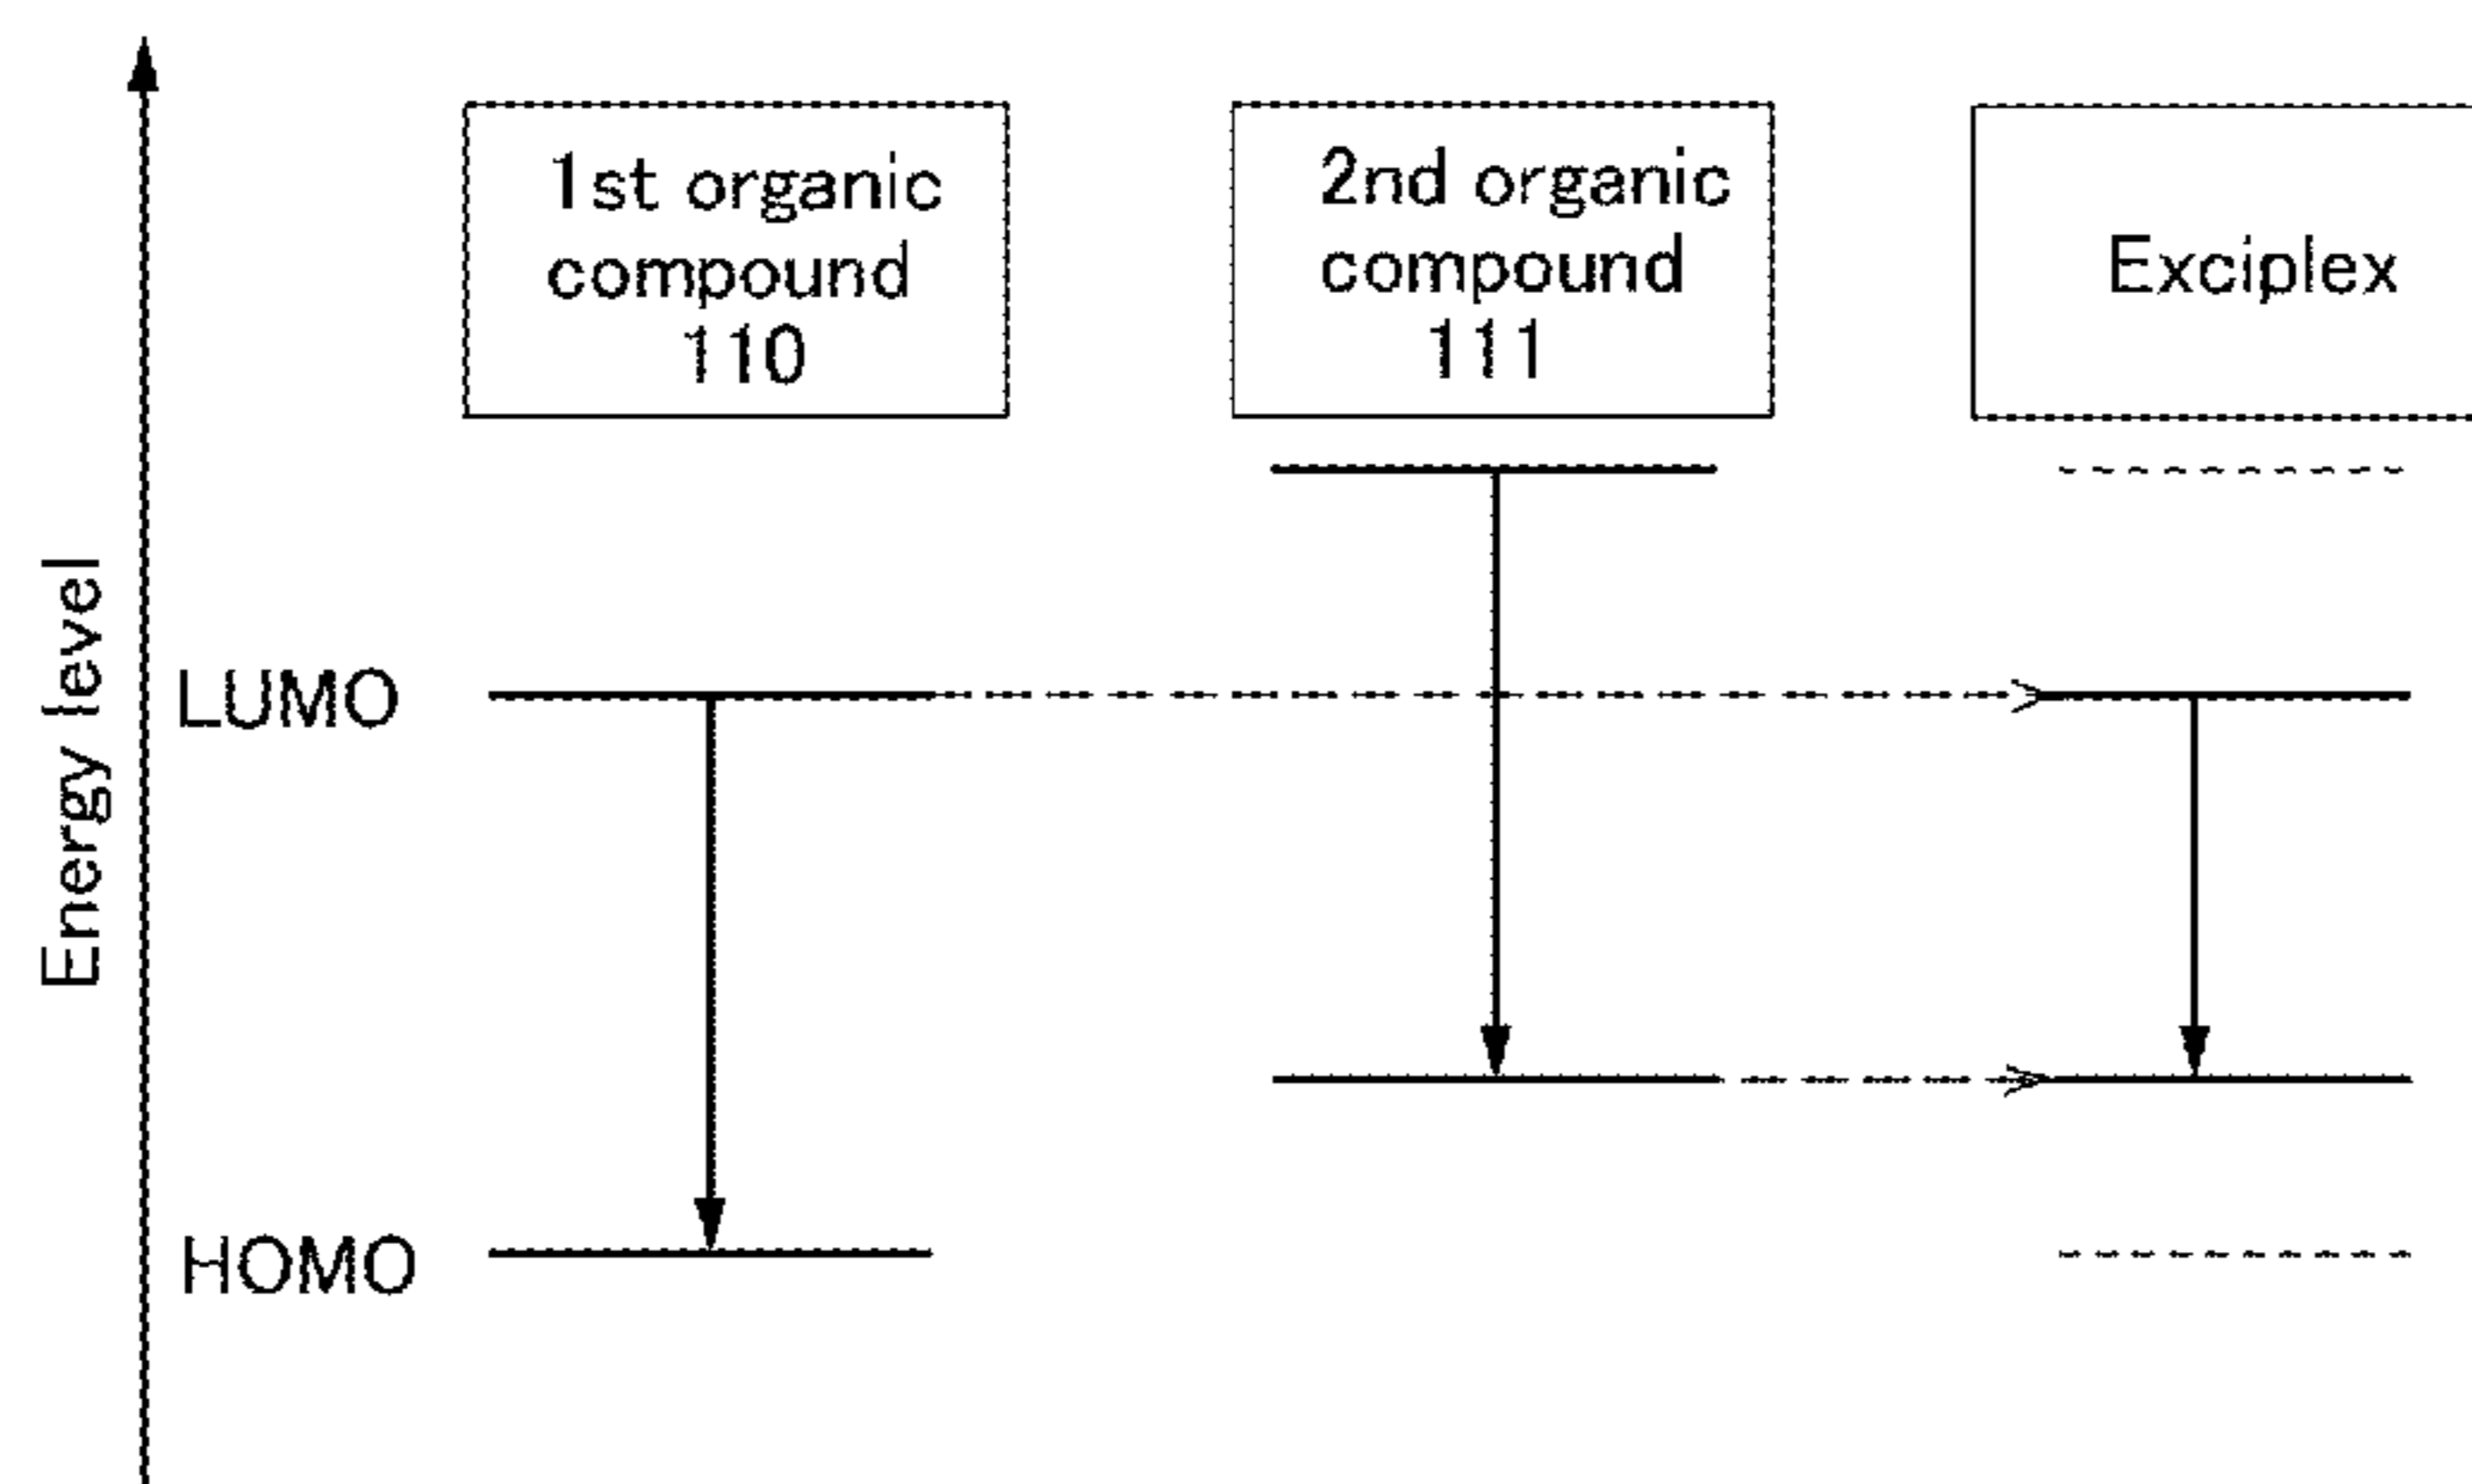 1st organic
compound
110
2nd organic
compound
111
Exciplex
Energy level
LUMO
HOMO